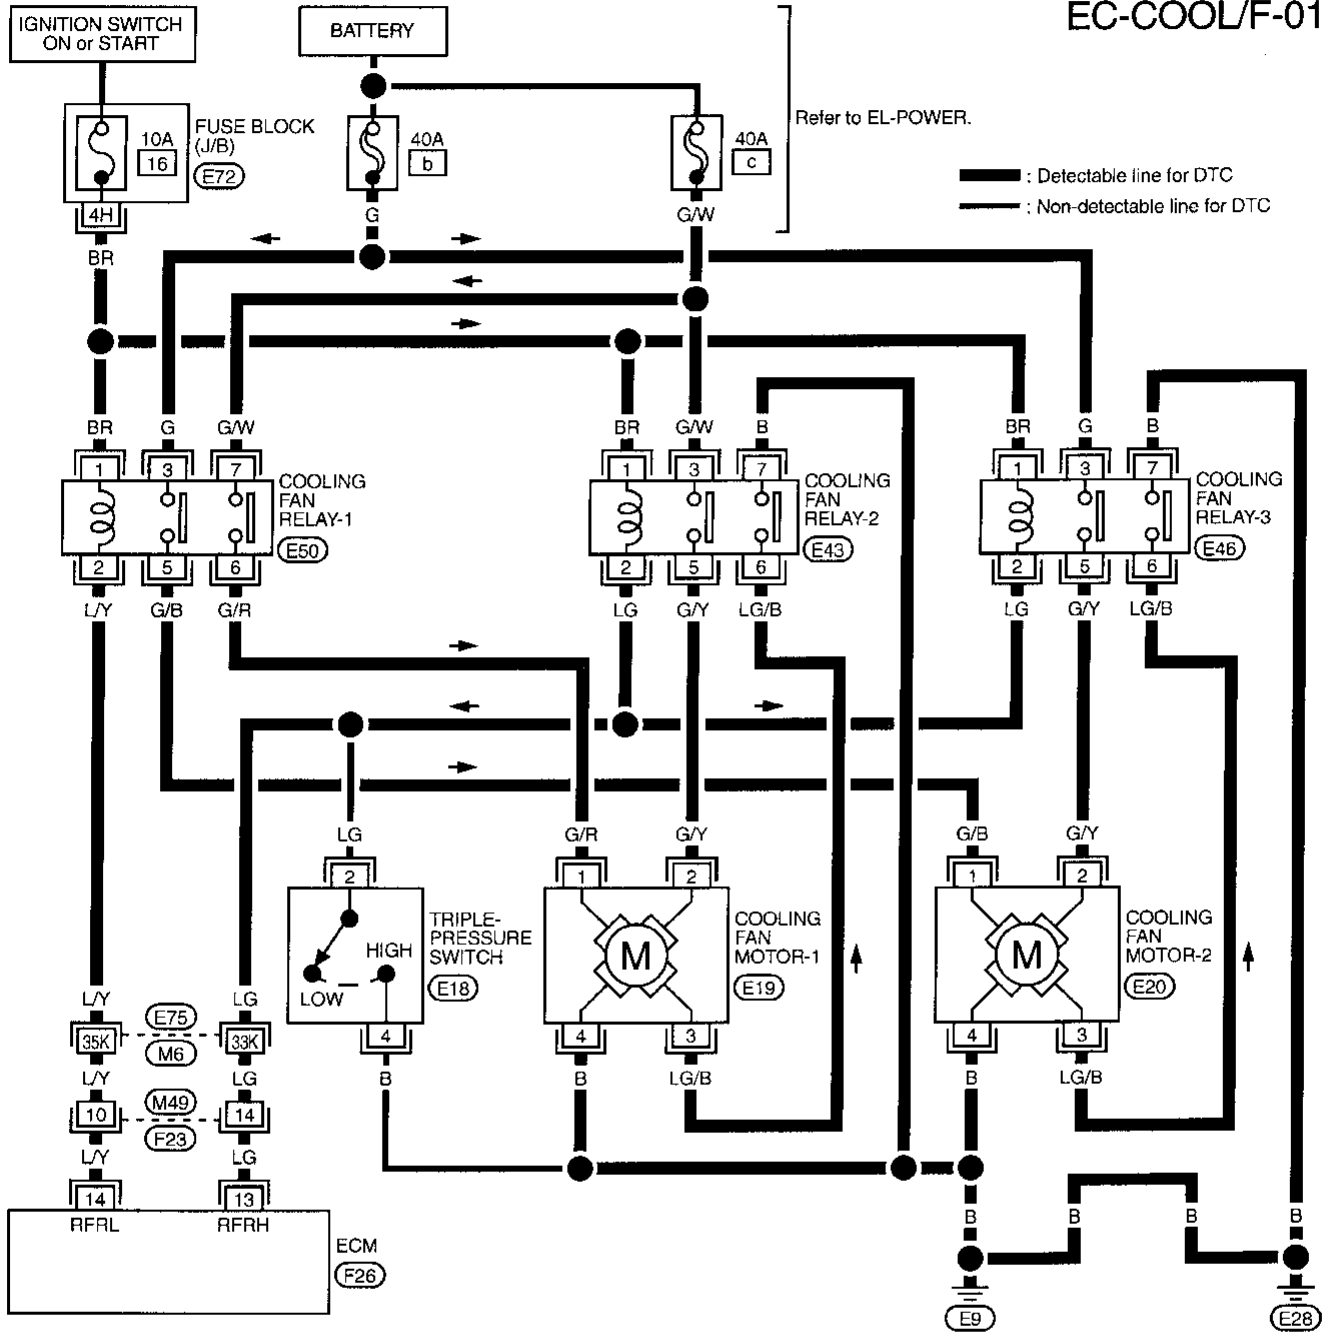 EC-COOL/F-01
IGNITION SWITCH
ON or START
BATTERY
10A
16
FUSE BLOCK
(J/B)
E72
40A
b
40A
c
Refer to EL-POWER.
: Detectable line for DTC
: Non-detectable line for DTC
4H
G
G/W
BR
BR G G/W
BR G/W B
BR G B
1 3 7
1 3 7
1 3 7
COOLING
FAN
RELAY-1
E50
COOLING
FAN
RELAY-2
E43
COOLING
FAN
RELAY-3
E46
2 5 6
2 5 6
2 5 6
L/Y G/B G/R
LG G/Y LG/B
LG G/Y LG/B
LG
G/R G/Y
G/B G/Y
2
1 2
1 2
TRIPLE-
PRESSURE
SWITCH
E18
HIGH
LOW
M
COOLING
FAN
MOTOR-1
E19
M
COOLING
FAN
MOTOR-2
E20
4
4 3
4 3
B
B LG/B
B LG/B
L/Y LG
35K
E75
M6
33K
L/Y LG
10
M49
F23
14
L/Y LG
14 13
RFRL RFRH
ECM
F26
B B B B
E9
E28